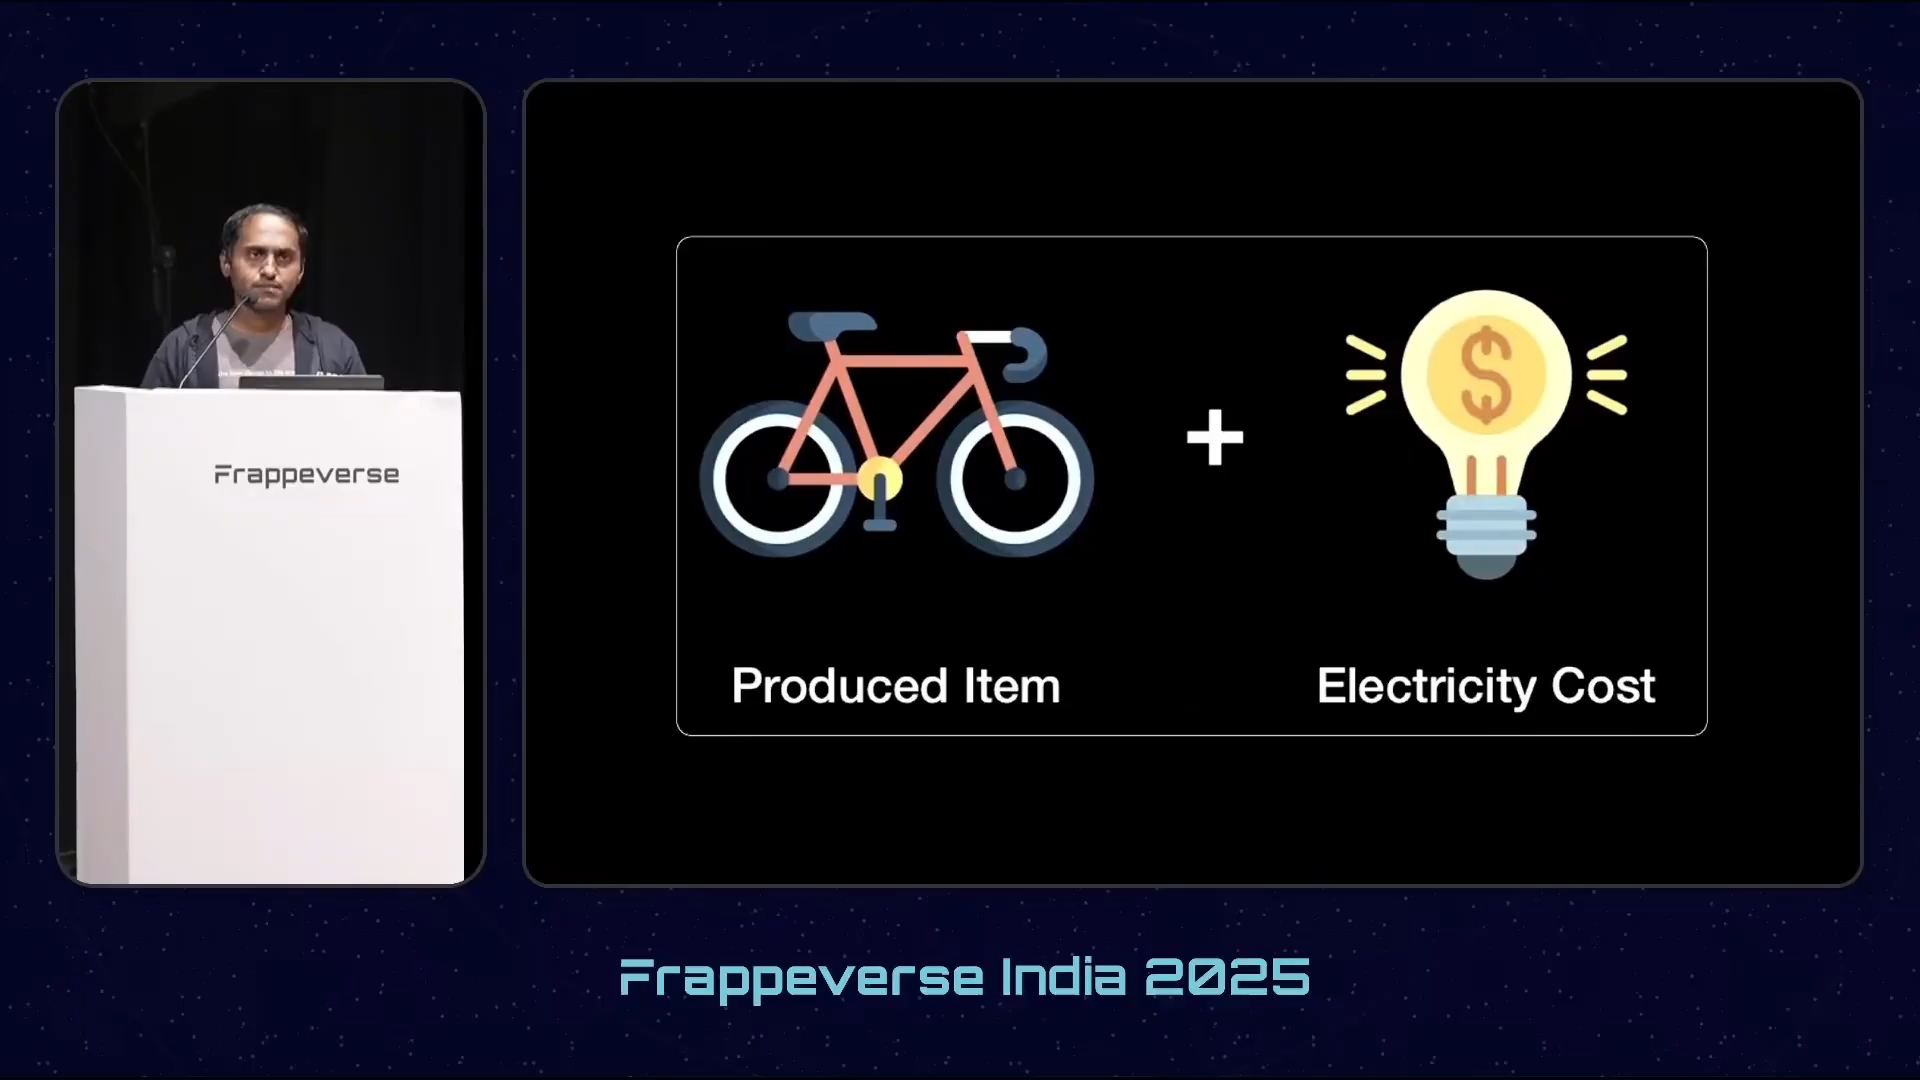 Frappeverse
Produced Item
+
Electricity Cost
$
Frappeverse India 2025